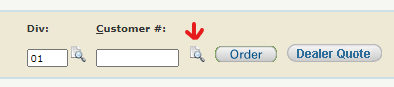 Div: Customer #:
01 Order Dealer Quote